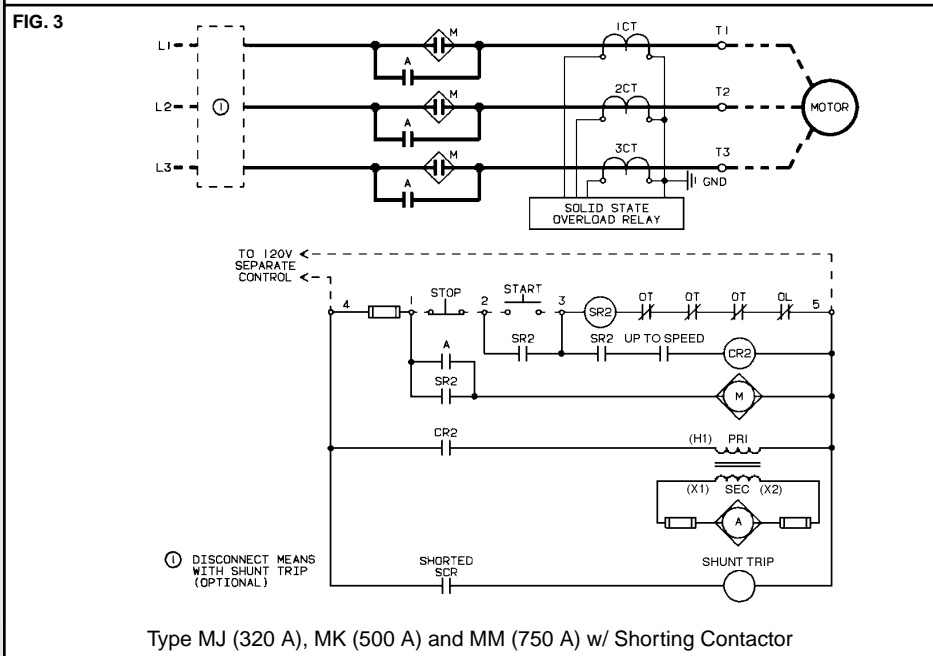 FIG. 3
L1
L2
L3
1
M
A
M
A
M
A
1CT
2CT
3CT
T1
T2
T3
MOTOR
GND
SOLID STATE
OVERLOAD RELAY
TO 120V
SEPARATE
CONTROL
4
1
STOP
2
START
3
SR2
OT
OT
OT
OL
5
SR2
SR2
UP TO SPEED
CR2
A
SR2
M
CR2
(H1) PRI
(X1) SEC (X2)
A
1 DISCONNECT MEANS
WITH SHUNT TRIP
(OPTIONAL)
SHORTED
SCR
SHUNT TRIP
Type MJ (320 A), MK (500 A) and MM (750 A) w/ Shorting Contactor